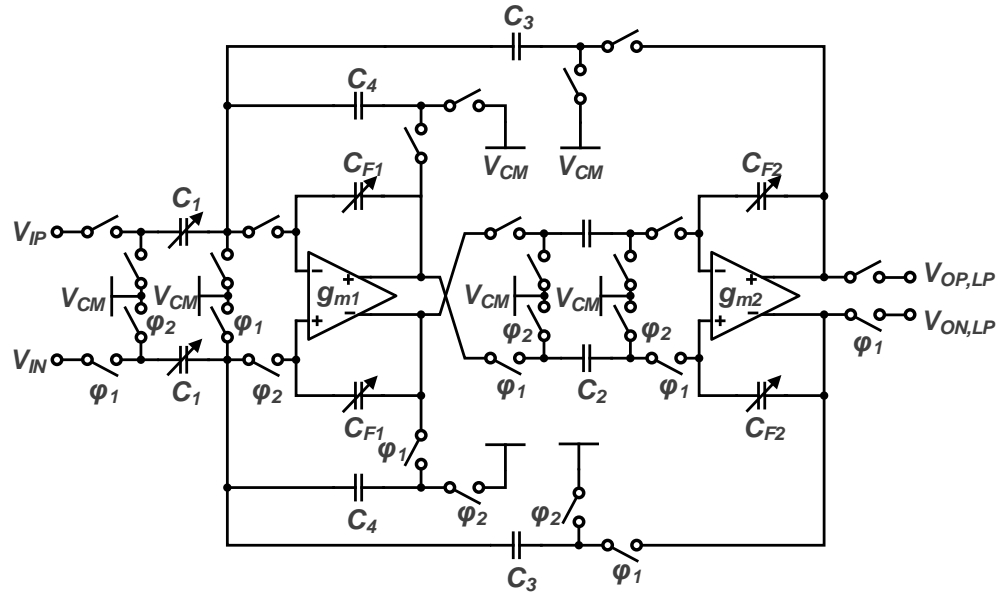 C3
C4
VCM
VCM
CF1
CF2
C1
VIP
− +
gm1
+ −
− +
gm2
+ −
VOP,LP
VCM
VCM
VCM
VCM
VON,LP
φ2
φ1
φ2
φ2
φ1
VIN
φ1
C1
φ2
φ1
C2
φ1
CF1
CF2
φ1
φ2
φ2
C4
C3
φ1